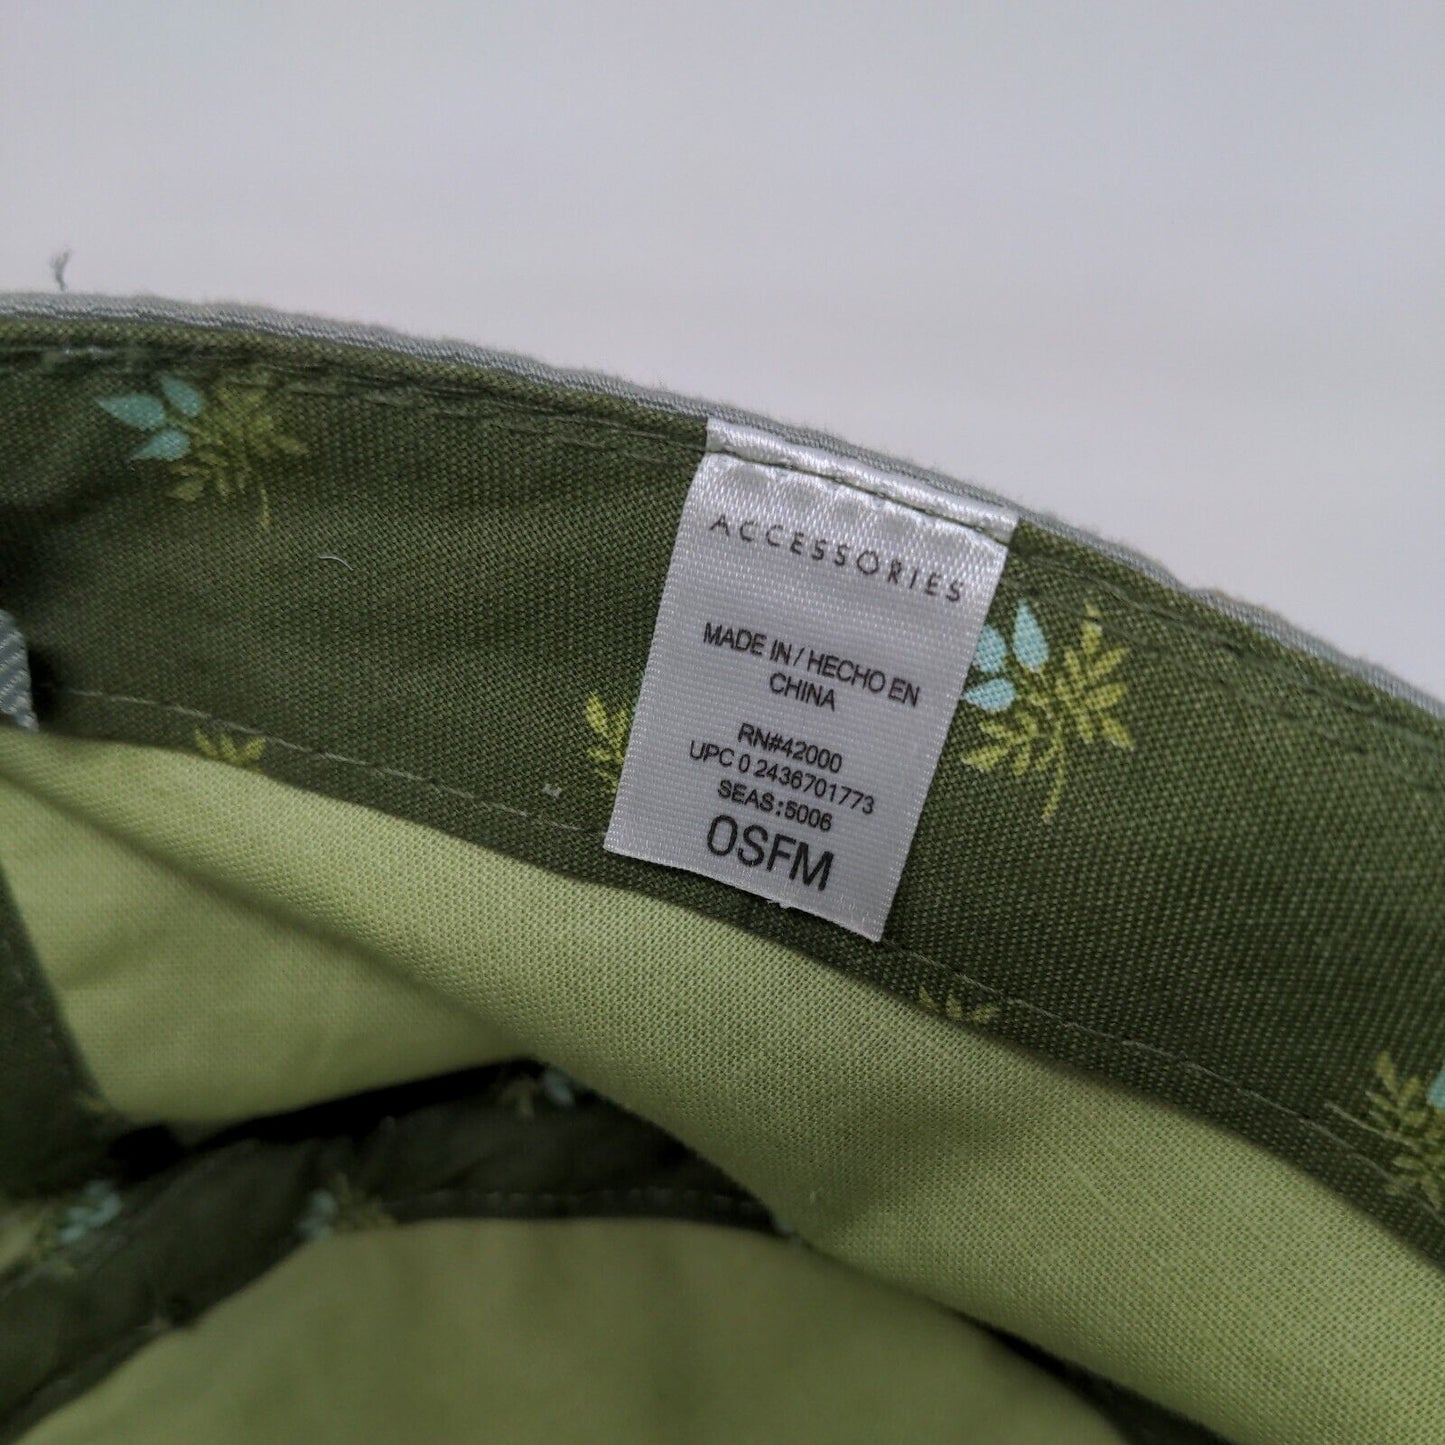 ACCESSORIES
MADE IN / HECHO EN
CHINA
RN#42000
UPC 0 2436701773
SEAS:5006
OSFM